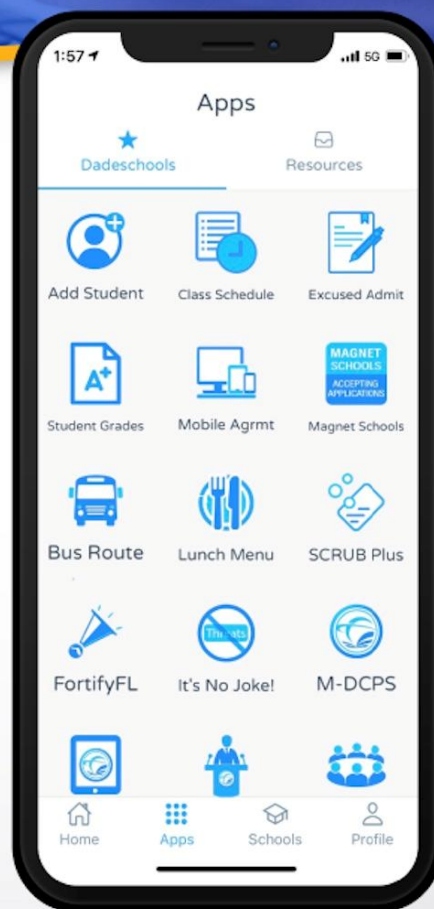 1:57
5G
Apps
Dadeschools
Resources
Add Student
Class Schedule
Excused Admit
A+
MAGNET
SCHOOLS
ACCEPTING
APPLICATIONS
Student Grades
Mobile Agrmt
Magnet Schools
Bus Route
Lunch Menu
SCRUB Plus
Threats
FortifyFL
It's No Joke!
M-DCPS
Home
Apps
Schools
Profile